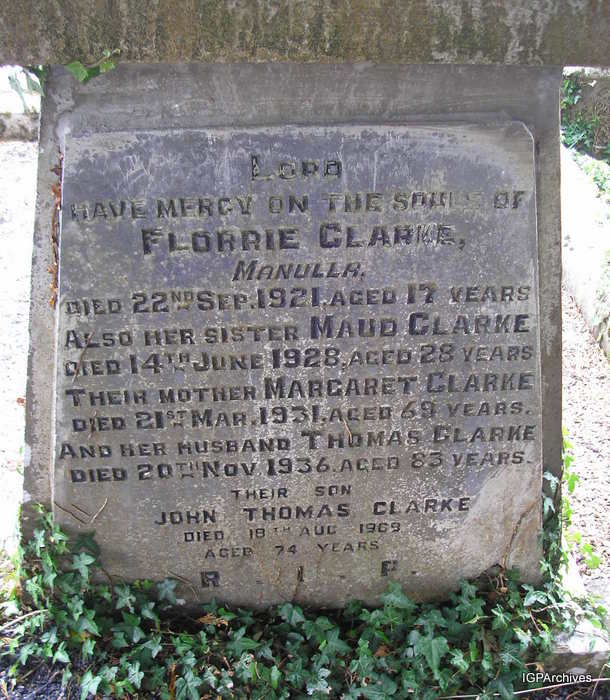 LORD
HAVE MERCY ON THE SOULS OF
FLORRIE CLARKE,
MANULLA,
DIED 22ND SEP. 1921, AGED 17 YEARS
ALSO HER SISTER MAUD CLARKE
DIED 14TH JUNE 1928, AGED 28 YEARS
THEIR MOTHER MARGARET CLARKE
DIED 21ST MAR. 1931, AGED 69 YEARS.
AND HER HUSBAND THOMAS CLARKE
DIED 20TH NOV. 1936, AGED 83 YEARS.
THEIR SON
JOHN THOMAS CLARKE
DIED 18TH AUG 1969
AGED 74 YEARS
R. I. P.
IGPArchives